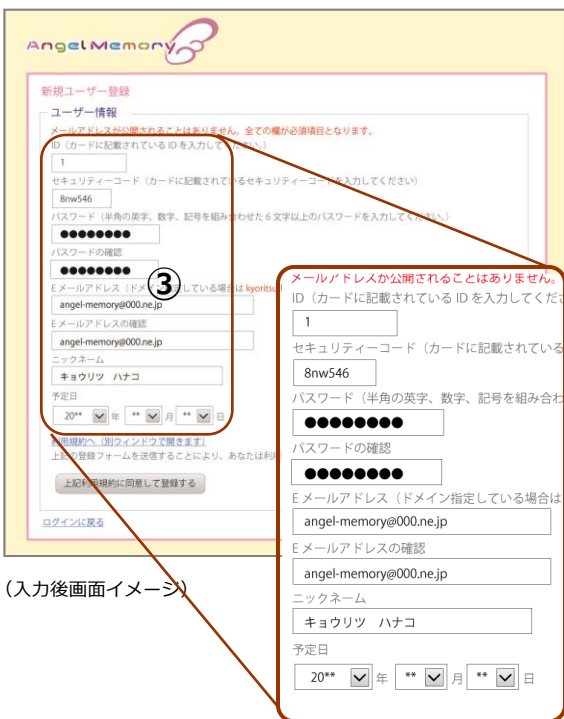 AngelMemory
新規ユーザー登録
ユーザー情報
メールアドレスが公開されることはありません。全ての欄が必須項目となります。
ID（カードに記載されている ID を入力してください。）
1
セキュリティーコード（カードに記載されているセキュリティーコードを入力してください）
8nw546
パスワード（半角の英字、数字、記号を組み合わせた 6 文字以上のパスワードを入力してください。）
●●●●●●●●
パスワードの確認
●●●●●●●●
③
E メールアドレス（ドメイン指定している場合は kyoritsu
angel-memory@000.ne.jp
E メールアドレスの確認
angel-memory@000.ne.jp
ニックネーム
キョウリツ ハナコ
予定日
20** 年 ** 月 ** 日
利用規約へ（別ウィンドウで開きます）
上記の登録フォームを送信することにより、あなたは利用
上記利用規約に同意して登録する
ログインに戻る
（入力後画面イメージ）
メールアドレスが公開されることはありません。
ID（カードに記載されている ID を入力してくださ
1
セキュリティーコード（カードに記載されている
8nw546
パスワード（半角の英字、数字、記号を組み合わ
●●●●●●●●
パスワードの確認
●●●●●●●●
E メールアドレス（ドメイン指定している場合は
angel-memory@000.ne.jp
E メールアドレスの確認
angel-memory@000.ne.jp
ニックネーム
キョウリツ ハナコ
予定日
20** 年 ** 月 ** 日